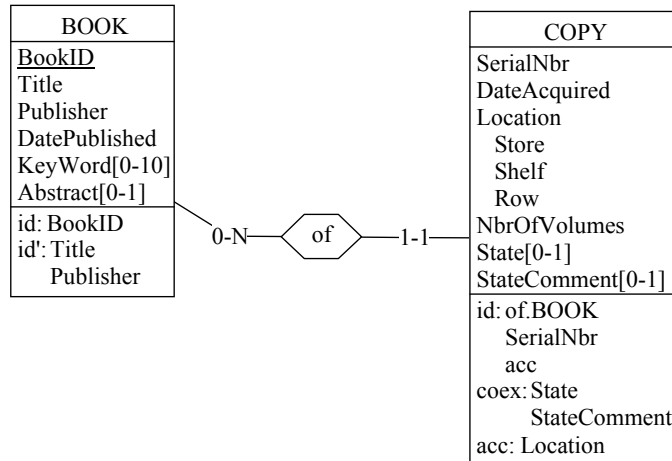 BOOK
BookID
Title
Publisher
DatePublished
KeyWord[0-10]
Abstract[0-1]
id: BookID
id': Title
Publisher
0-N
of
1-1
COPY
SerialNbr
DateAcquired
Location
Store
Shelf
Row
NbrOfVolumes
State[0-1]
StateComment[0-1]
id: of.BOOK
SerialNbr
acc
coex: State
StateComment
acc: Location